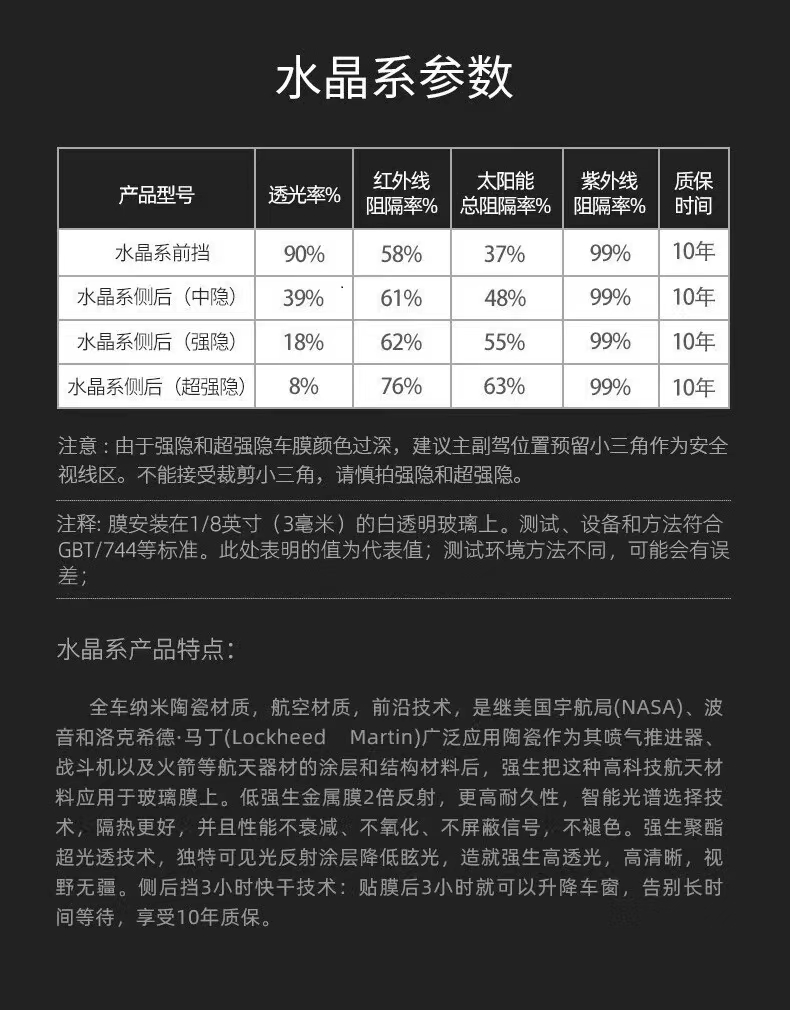 水晶系参数
产品型号 透光率% 红外线阻隔率% 太阳能总阻隔率% 紫外线阻隔率% 质保时间
水晶系前挡 90% 58% 37% 99% 10年
水晶系侧后（中隐） 39% 61% 48% 99% 10年
水晶系侧后（强隐） 18% 62% 55% 99% 10年
水晶系侧后（超强隐） 8% 76% 63% 99% 10年
注意：由于强隐和超强隐车膜颜色过深，建议主副驾位置预留小三角作为安全
视线区。不能接受裁剪小三角，请慎拍强隐和超强隐。
注释: 膜安装在1/8英寸（3毫米）的白透明玻璃上。测试、设备和方法符合
GBT/744等标准。此处表明的值为代表值；测试环境方法不同，可能会有误
差；
水晶系产品特点：
全车纳米陶瓷材质，航空材质，前沿技术，是继美国宇航局(NASA)、波
音和洛克希德·马丁(Lockheed Martin)广泛应用陶瓷作为其喷气推进器、
战斗机以及火箭等航天器材的涂层和结构材料后，强生把这种高科技航天材
料应用于玻璃膜上。低强生金属膜2倍反射，更高耐久性，智能光谱选择技
术，隔热更好，并且性能不衰减、不氧化、不屏蔽信号，不褪色。强生聚酯
超光透技术，独特可见光反射涂层降低眩光，造就强生高透光，高清晰，视
野无疆。侧后挡3小时快干技术：贴膜后3小时就可以升降车窗，告别长时
间等待，享受10年质保。